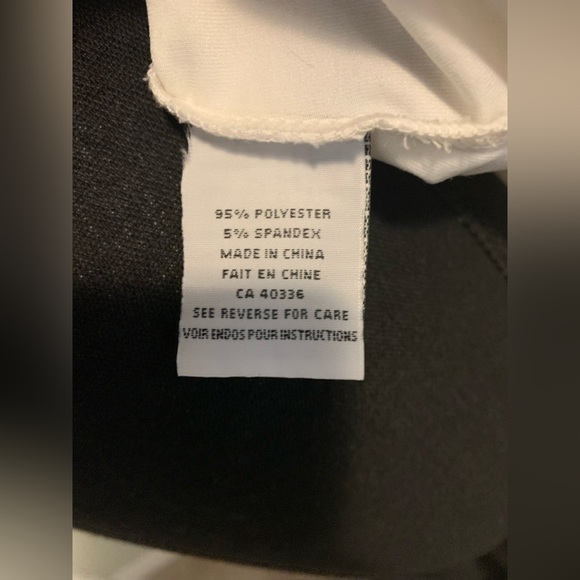 95% POLYESTER
5% SPANDEX
MADE IN CHINA
FAIT EN CHINE
CA 40336
SEE REVERSE FOR CARE
VOIR ENDOS POUR INSTRUCTIONS